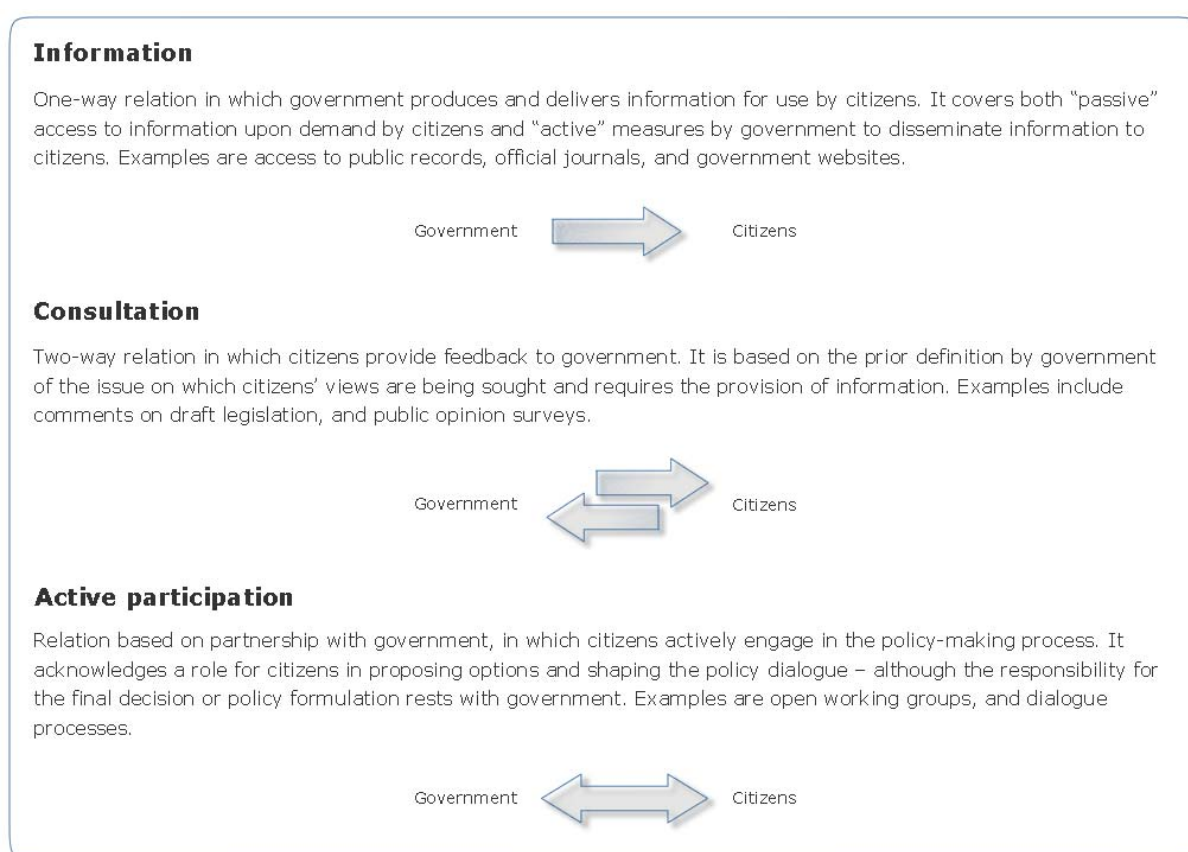 Information
One-way relation in which government produces and delivers information for use by citizens. It covers both “passive”
access to information upon demand by citizens and “active” measures by government to disseminate information to
citizens. Examples are access to public records, official journals, and government websites.
Government Citizens
Consultation
Two-way relation in which citizens provide feedback to government. It is based on the prior definition by government
of the issue on which citizens’ views are being sought and requires the provision of information. Examples include
comments on draft legislation, and public opinion surveys.
Government Citizens
Active participation
Relation based on partnership with government, in which citizens actively engage in the policy-making process. It
acknowledges a role for citizens in proposing options and shaping the policy dialogue – although the responsibility for
the final decision or policy formulation rests with government. Examples are open working groups, and dialogue
processes.
Government Citizens